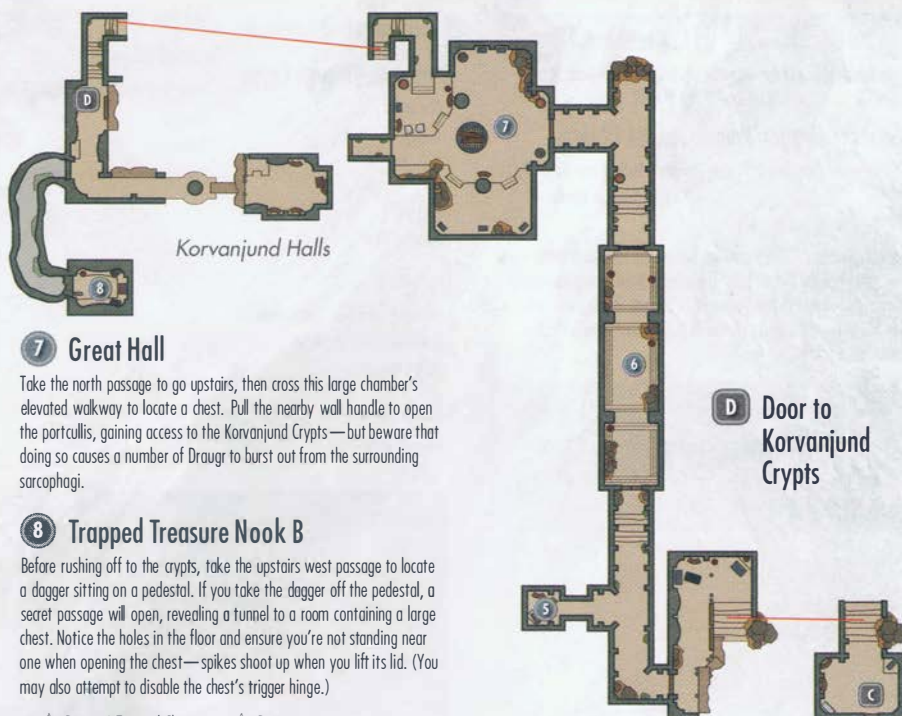 D
7
Korvanjund Halls
8
6
5
C
7 Great Hall
Take the north passage to go upstairs, then cross this large chamber's
elevated walkway to locate a chest. Pull the nearby wall handle to open
the portcullis, gaining access to the Korvanjund Crypts—but beware that
doing so causes a number of Draugr to burst out from the surrounding
sarcophagi.
8 Trapped Treasure Nook B
Before rushing off to the crypts, take the upstairs west passage to locate
a dagger sitting on a pedestal. If you take the dagger off the pedestal, a
secret passage will open, revealing a tunnel to a room containing a large
chest. Notice the holes in the floor and ensure you're not standing near
one when opening the chest—spikes shoot up when you lift its lid. (You
may also attempt to disable the chest's trigger hinge.)
D Door to
Korvanjund
Crypts